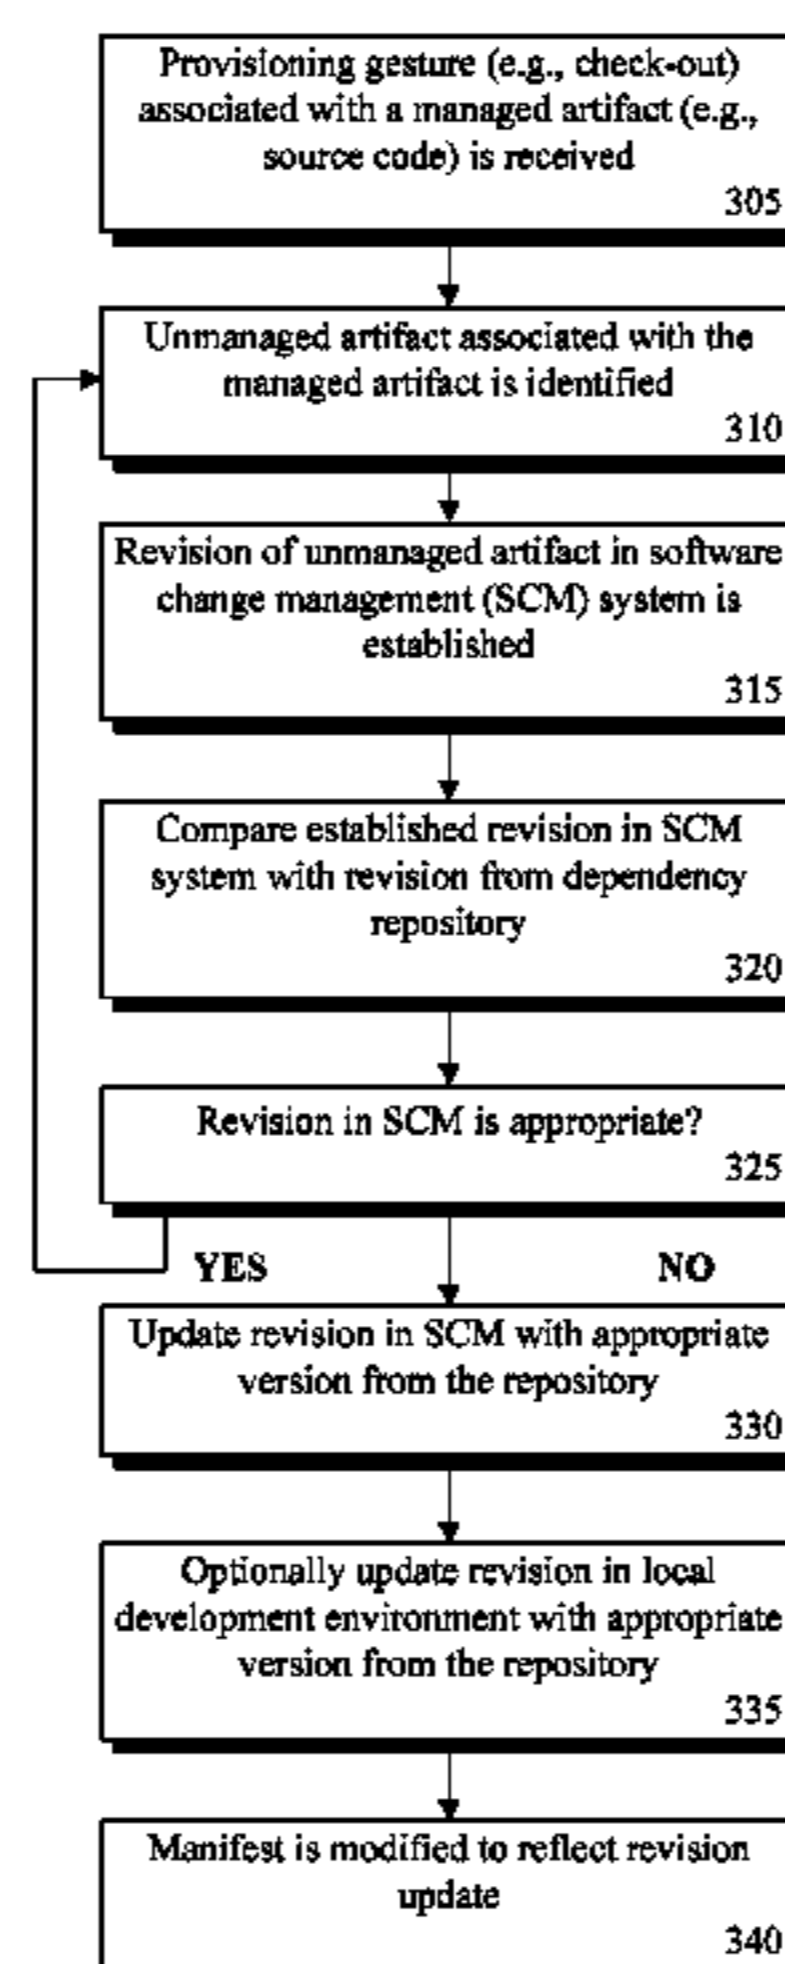 Provisioning gesture (e.g., check-out)
associated with a managed artifact (e.g.,
source code) is received
305
Unmanaged artifact associated with the
managed artifact is identified
310
Revision of unmanaged artifact in software
change management (SCM) system is
established
315
Compare established revision in SCM
system with revision from dependency
repository
320
Revision in SCM is appropriate?
325
YES
NO
Update revision in SCM with appropriate
version from the repository
330
Optionally update revision in local
development environment with appropriate
version from the repository
335
Manifest is modified to reflect revision
update
340